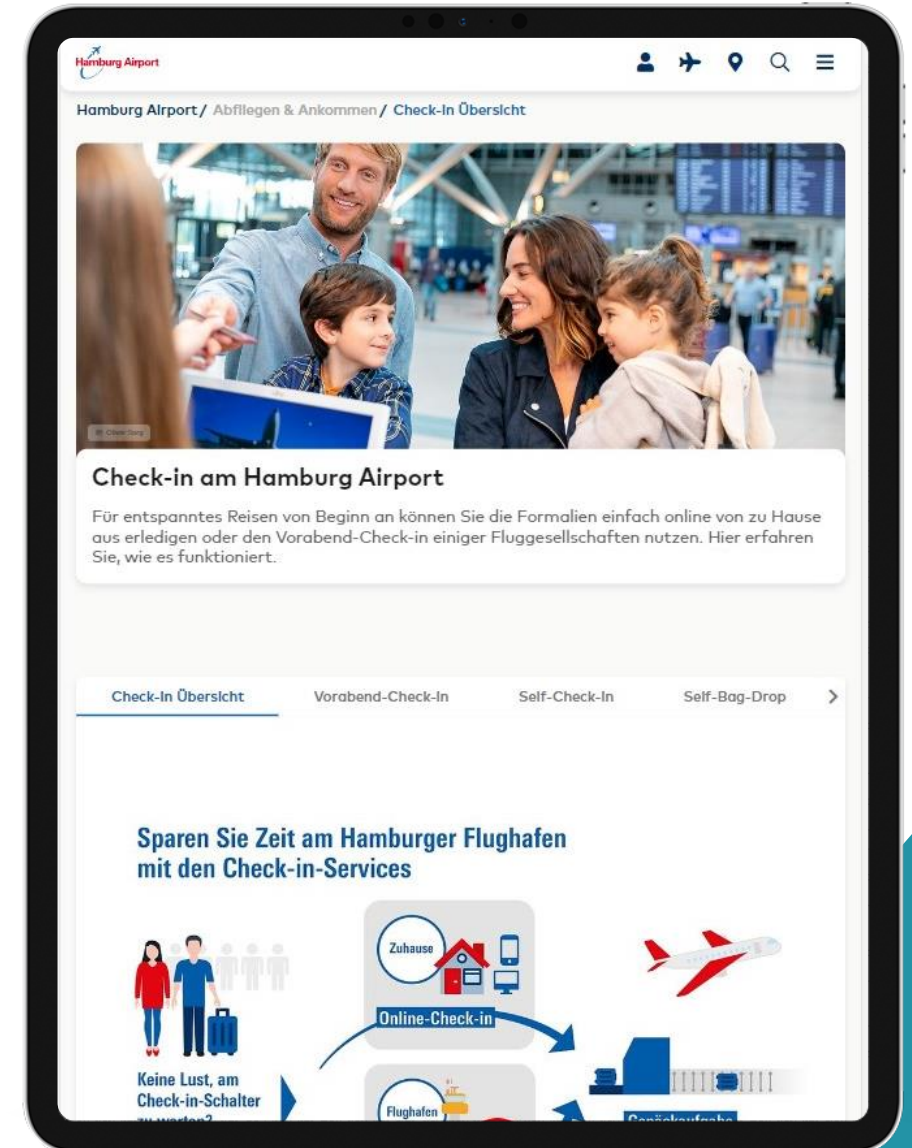 Hamburg Airport
Hamburg Airport / Abfliegen & Ankommen / Check-in Übersicht
Check-in am Hamburg Airport
Für entspanntes Reisen von Beginn an können Sie die Formalien einfach online von zu Hause
aus erledigen oder den Vorabend-Check-in einiger Fluggesellschaften nutzen. Hier erfahren
Sie, wie es funktioniert.
Check-in Übersicht Vorabend-Check-in Self-Check-in Self-Bag-Drop
Sparen Sie Zeit am Hamburger Flughafen
mit den Check-in-Services
Zuhause
Online-Check-in
Keine Lust, am
Check-in-Schalter
zu warten?
Flughafen
Gepäckaufgabe